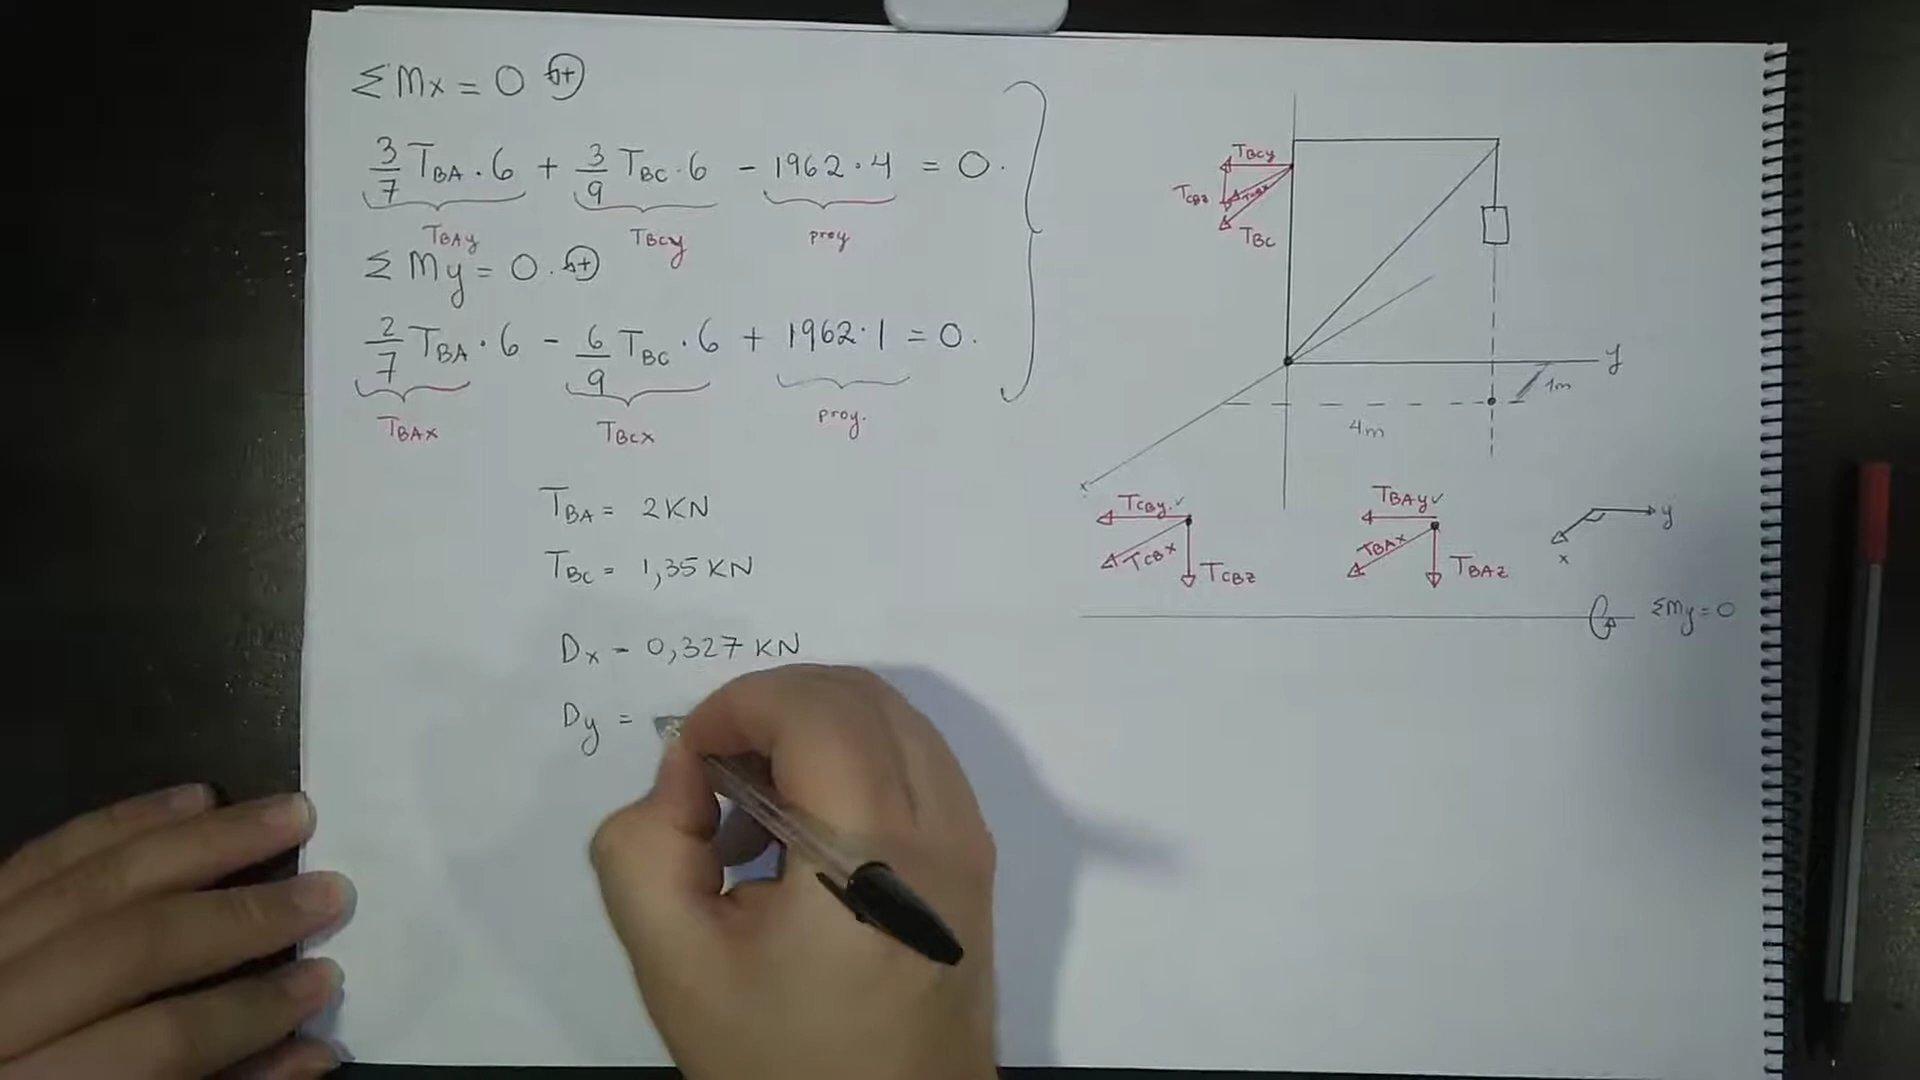 ΣMx = 0 ↻+
3/7 TBA · 6 + 3/9 TBC · 6 - 1962 · 4 = 0.
TBAy TBCy proy
ΣMy = 0. ↻+
2/7 TBA · 6 - 6/9 TBC · 6 + 1962 · 1 = 0.
TBAx TBCx proy.
TBA = 2KN
TBC = 1,35 KN
Dx - 0,327 KN
Dy =
TBCy
TCBz TCBx
TBC
y
1m
4m
x
TCBy.✓
TCBx
TCBz
TBAy✓
TBAx
TBAz
y
x
ΣMy = 0